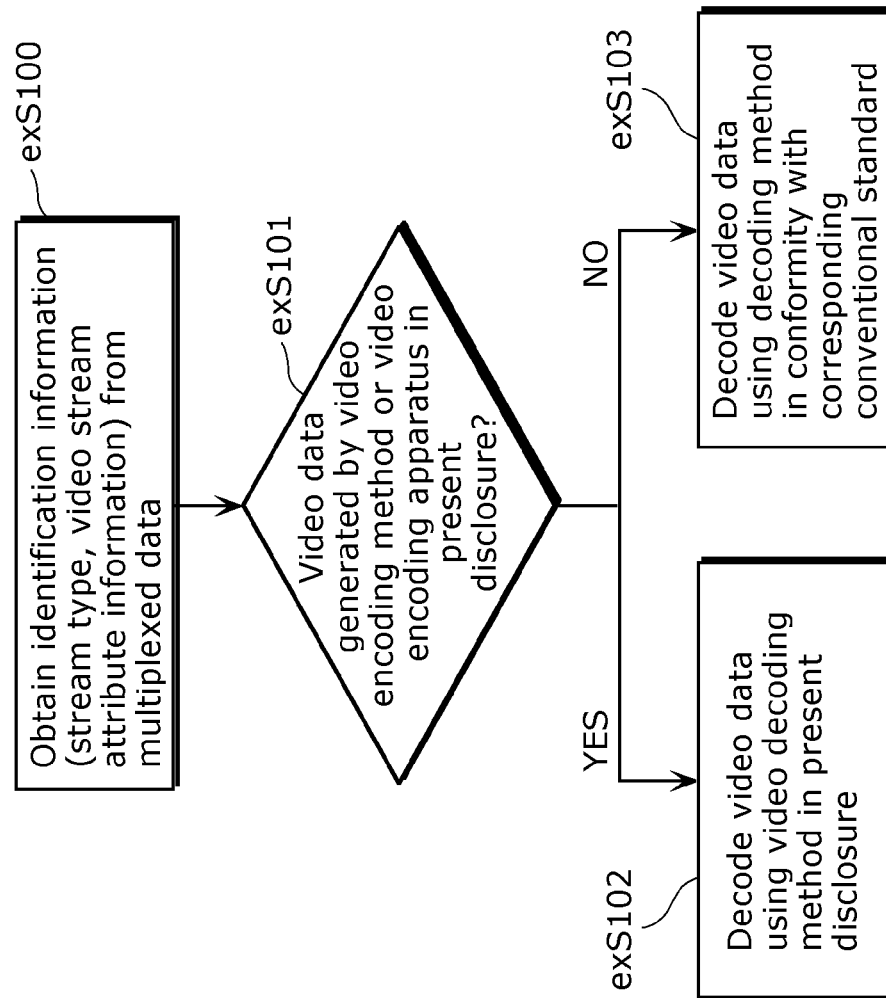 exS100
Obtain identification information
(stream type, video stream
attribute information) from
multiplexed data
exS101
Video data
generated by video
encoding method or video
encoding apparatus in
present
disclosure?
YES
NO
exS102
Decode video data
using video decoding
method in present
disclosure
exS103
Decode video data
using decoding method
in conformity with
corresponding
conventional standard